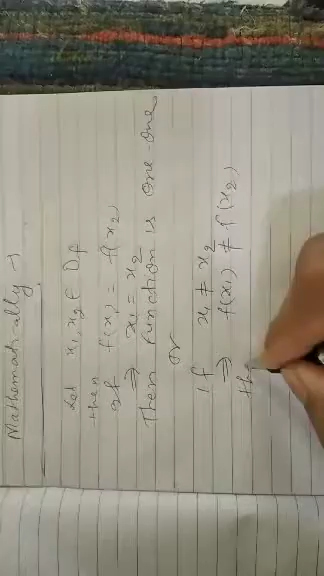 Mathematically →
Let x₁, x₂ ∈ Df
then
If f(x₁) = f(x₂)
⇒ x₁ = x₂
Then function is one-one
or
If x₁ ≠ x₂
⇒ f(x₁) ≠ f(x₂)
the